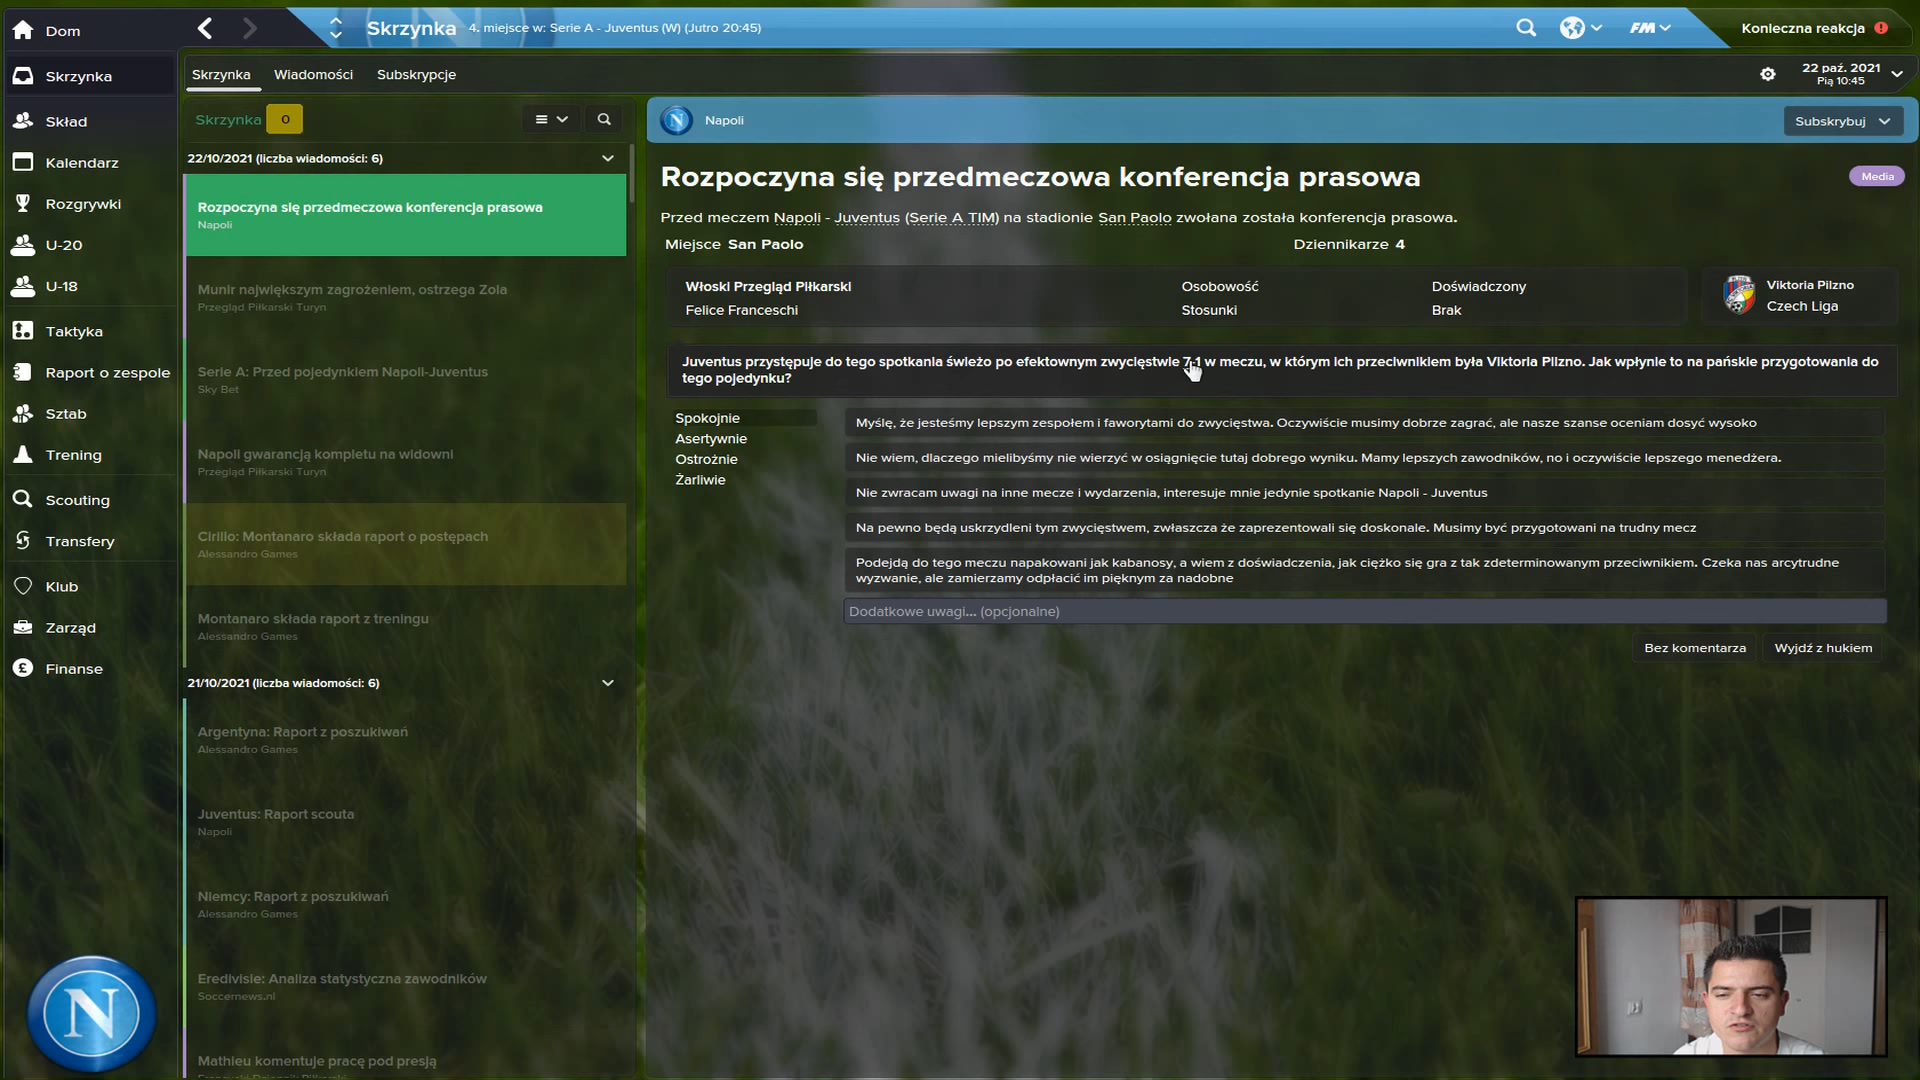 Dom
Skrzynka
4. miejsce w: Serie A - Juventus (W) (Jutro 20:45)
FM
Konieczna reakcja
Skrzynka
Skrzynka
Wiadomości
Subskrypcje
22 paź. 2021
Pią 10:45
Skład
Kalendarz
Rozgrywki
U-20
U-18
Taktyka
Raport o zespole
Sztab
Trening
Scouting
Transfery
Klub
Zarząd
Finanse
N
Skrzynka
0
22/10/2021 (liczba wiadomości: 6)
Rozpoczyna się przedmeczowa konferencja prasowa
Napoli
Munir największym zagrożeniem, ostrzega Zola
Przegląd Piłkarski Turyn
Serie A: Przed pojedynkiem Napoli-Juventus
Sky Bet
Napoli gwarancją kompletu na widowni
Przegląd Piłkarski Turyn
Cirillo: Montanaro składa raport o postępach
Alessandro Games
Montanaro składa raport z treningu
Alessandro Games
21/10/2021 (liczba wiadomości: 6)
Argentyna: Raport z poszukiwań
Alessandro Games
Juventus: Raport scouta
Napoli
Niemcy: Raport z poszukiwań
Alessandro Games
Eredivisie: Analiza statystyczna zawodników
Soccernews.nl
Mathieu komentuje pracę pod presją
N
Napoli
Subskrybuj
Rozpoczyna się przedmeczowa konferencja prasowa
Media
Przed meczem Napoli - Juventus (Serie A TIM) na stadionie San Paolo zwołana została konferencja prasowa.
Miejsce San Paolo
Dziennikarze 4
Włoski Przegląd Piłkarski
Osobowość
Doświadczony
Felice Franceschi
Stosunki
Brak
Viktoria Pilzno
Czech Liga
Juventus przystępuje do tego spotkania świeżo po efektownym zwycięstwie 7-1 w meczu, w którym ich przeciwnikiem była Viktoria Pilzno. Jak wpłynie to na pańskie przygotowania do
tego pojedynku?
Spokojnie
Asertywnie
Ostrożnie
Żarliwie
Myślę, że jesteśmy lepszym zespołem i faworytami do zwycięstwa. Oczywiście musimy dobrze zagrać, ale nasze szanse oceniam dosyć wysoko
Nie wiem, dlaczego mielibyśmy nie wierzyć w osiągnięcie tutaj dobrego wyniku. Mamy lepszych zawodników, no i oczywiście lepszego menedżera.
Nie zwracam uwagi na inne mecze i wydarzenia, interesuje mnie jedynie spotkanie Napoli - Juventus
Na pewno będą uskrzydleni tym zwycięstwem, zwłaszcza że zaprezentowali się doskonale. Musimy być przygotowani na trudny mecz
Podejdą do tego meczu napakowani jak kabanosy, a wiem z doświadczenia, jak ciężko się gra z tak zdeterminowanym przeciwnikiem. Czeka nas arcytrudne
wyzwanie, ale zamierzamy odpłacić im pięknym za nadobne
Dodatkowe uwagi... (opcjonalne)
Bez komentarza
Wyjdź z hukiem